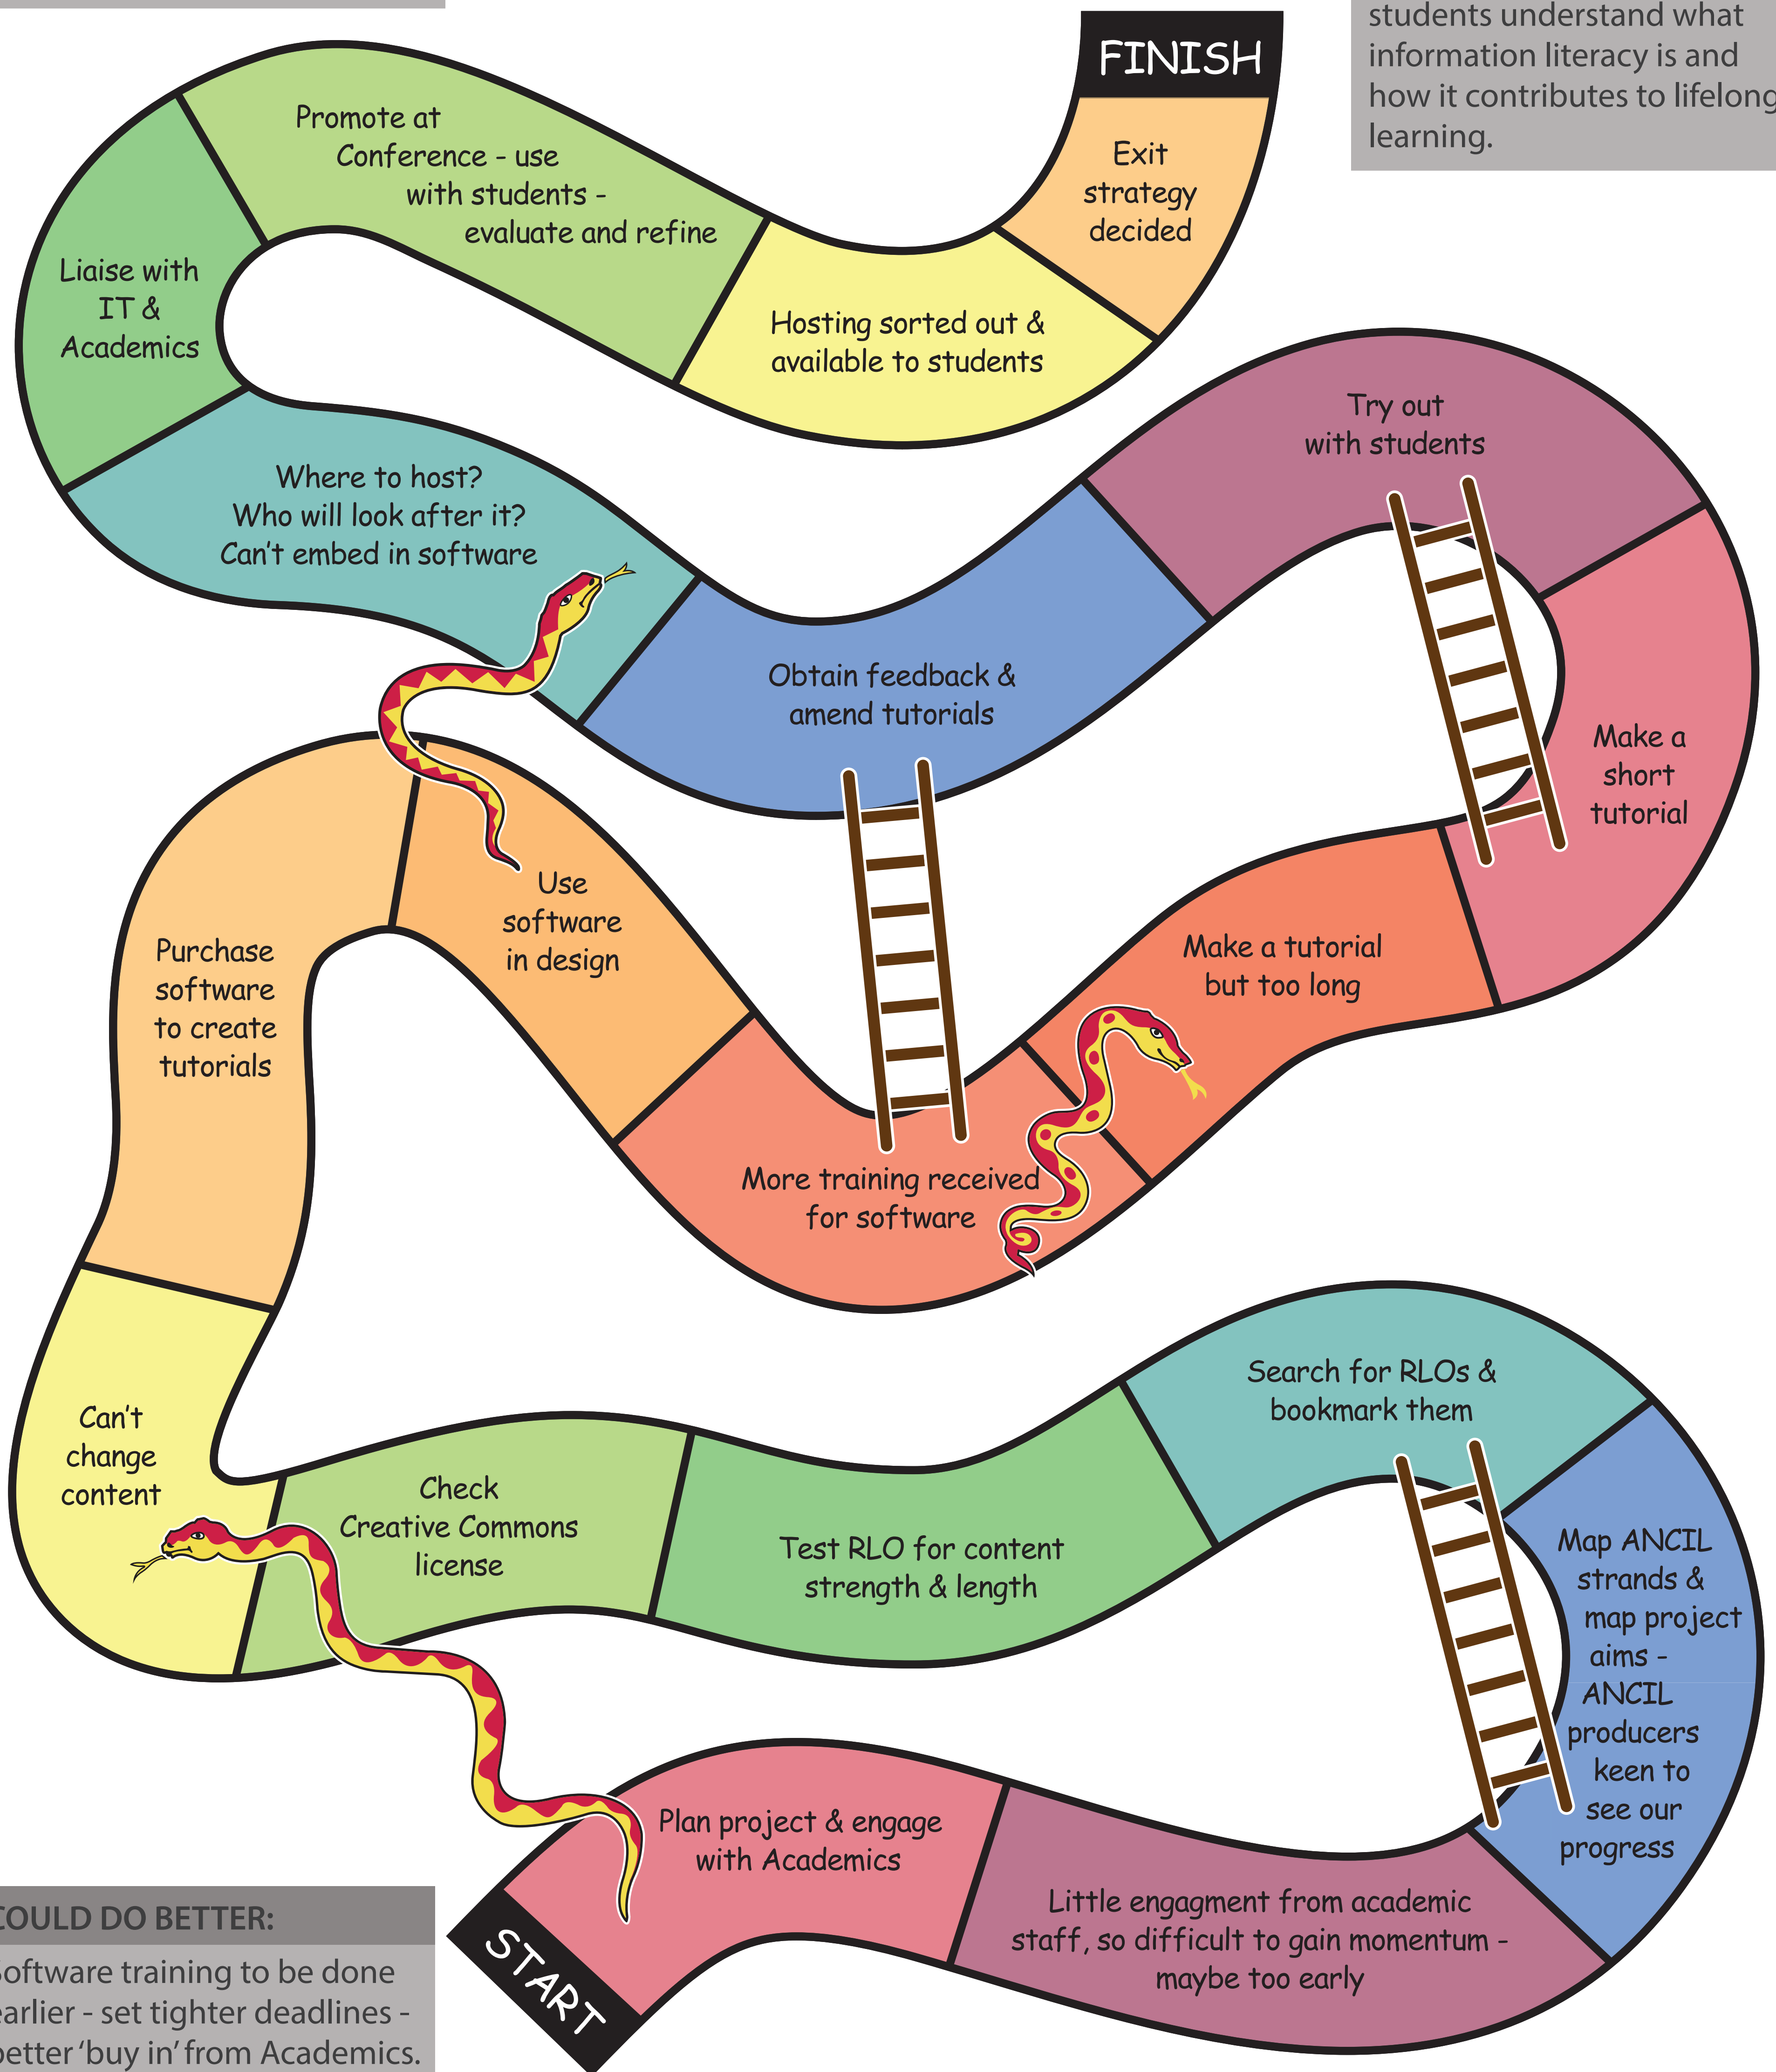 students understand what
information literacy is and
how it contributes to lifelong
learning.
FINISH
Exit
strategy
decided
Promote at
Conference - use
with students -
evaluate and refine
Hosting sorted out &
available to students
Liaise with
IT &
Academics
Where to host?
Who will look after it?
Can't embed in software
Try out
with students
Obtain feedback &
amend tutorials
Make a
short
tutorial
Use
software
in design
Purchase
software
to create
tutorials
Make a tutorial
but too long
More training received
for software
Search for RLOs &
bookmark them
Can't
change
content
Check
Creative Commons
license
Test RLO for content
strength & length
Map ANCIL
strands &
map project
aims -
ANCIL
producers
keen to
see our
progress
Plan project & engage
with Academics
Little engagment from academic
staff, so difficult to gain momentum -
maybe too early
START
COULD DO BETTER:
Software training to be done
earlier - set tighter deadlines -
better 'buy in' from Academics.